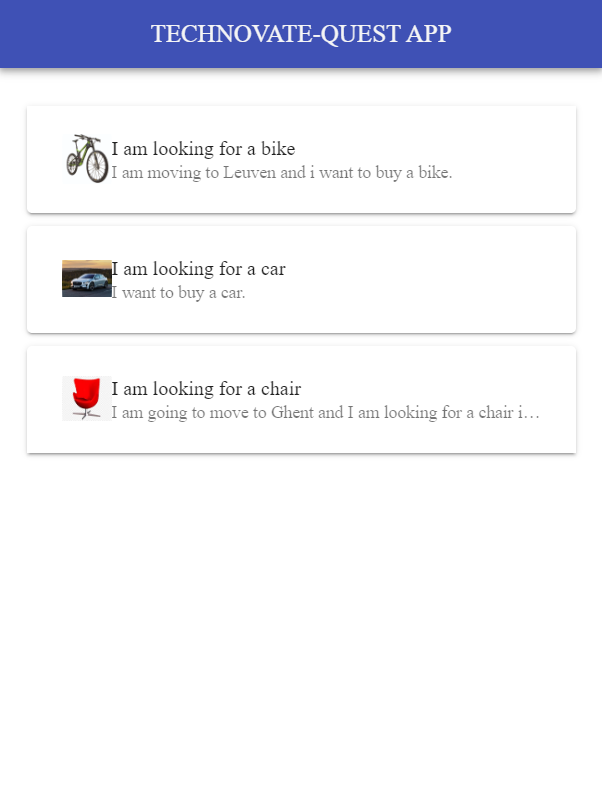 TECHNOVATE-QUEST APP
I am looking for a bike
I am moving to Leuven and i want to buy a bike.
I am looking for a car
I want to buy a car.
I am looking for a chair
I am going to move to Ghent and I am looking for a chair i...